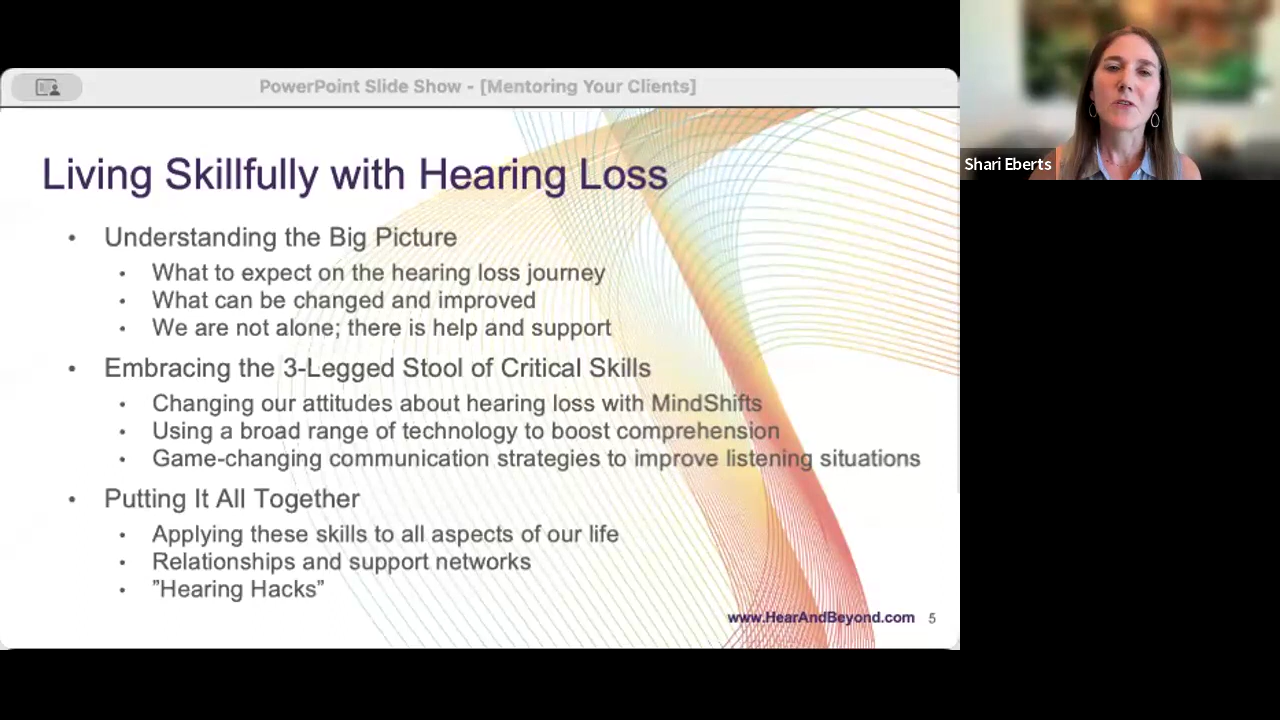 PowerPoint Slide Show - [Mentoring Your Clients]
Shari Eberts
Living Skillfully with Hearing Loss
• Understanding the Big Picture
• What to expect on the hearing loss journey
• What can be changed and improved
• We are not alone; there is help and support
• Embracing the 3-Legged Stool of Critical Skills
• Changing our attitudes about hearing loss with MindShifts
• Using a broad range of technology to boost comprehension
• Game-changing communication strategies to improve listening situations
• Putting It All Together
• Applying these skills to all aspects of our life
• Relationships and support networks
• ”Hearing Hacks”
www.HearAndBeyond.com 5